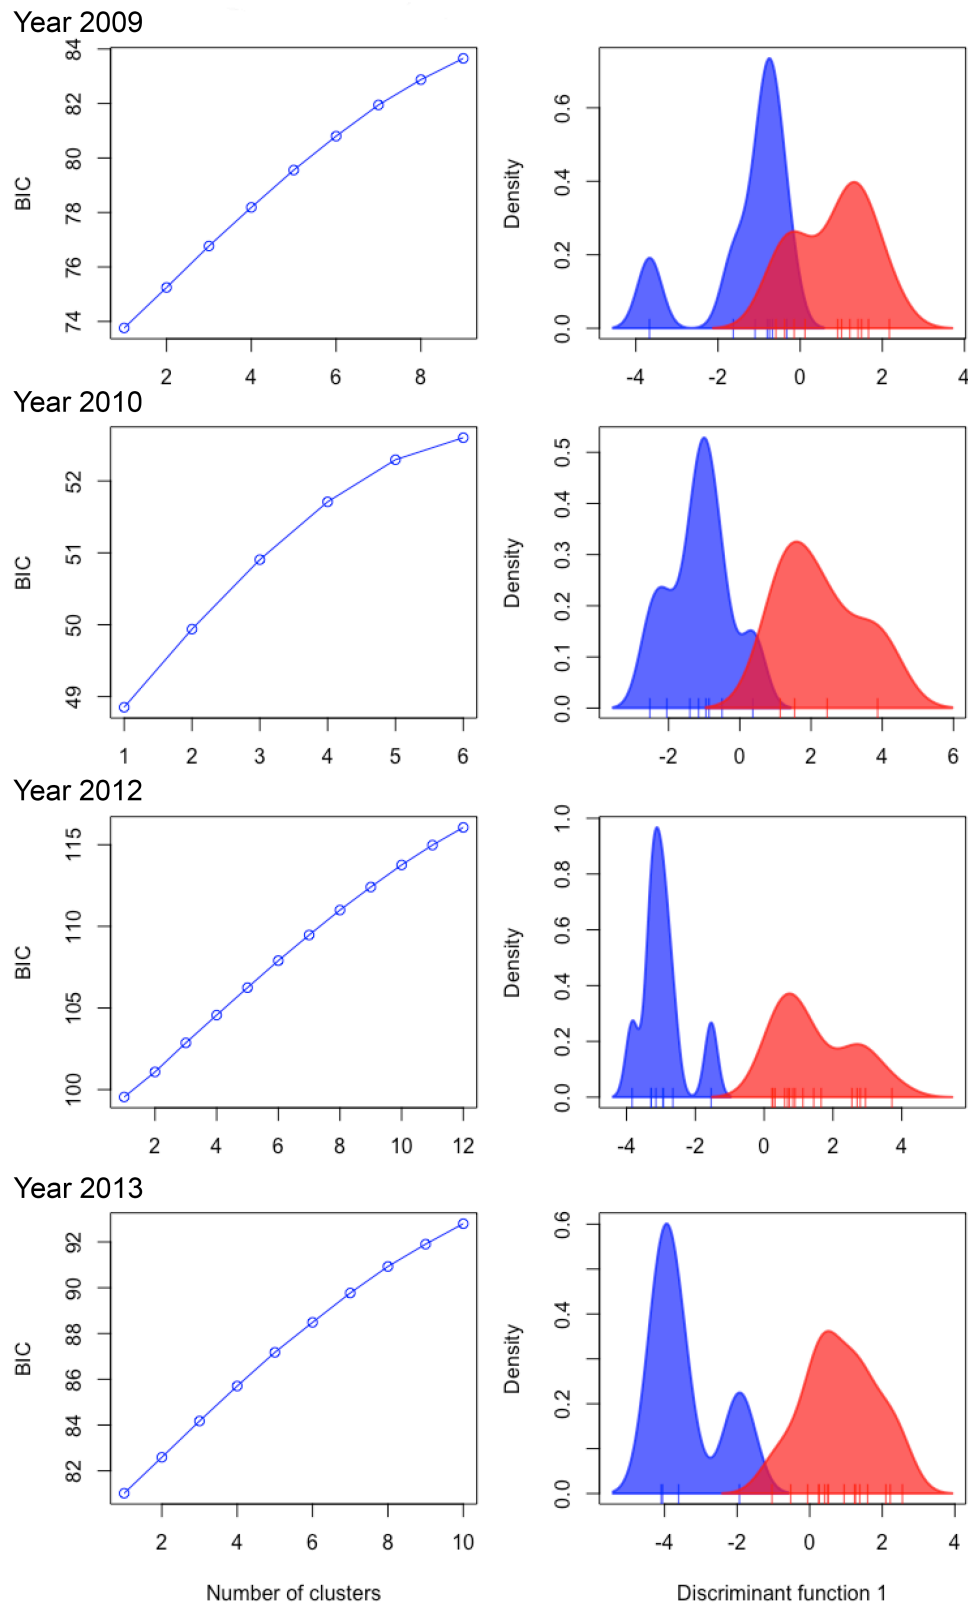 Year 2009
BIC
84
82
80
78
76
74
2 4 6 8
Density
0.6
0.4
0.2
0.0
-4 -2 0 2 4
Year 2010
BIC
52
51
50
49
1 2 3 4 5 6
Density
0.5
0.4
0.3
0.2
0.1
0.0
-2 0 2 4 6
Year 2012
BIC
115
110
105
100
2 4 6 8 10 12
Density
1.0
0.8
0.6
0.4
0.2
0.0
-4 -2 0 2 4
Year 2013
BIC
92
90
88
86
84
82
2 4 6 8 10
Density
0.6
0.4
0.2
0.0
-4 -2 0 2 4
Number of clusters
Discriminant function 1